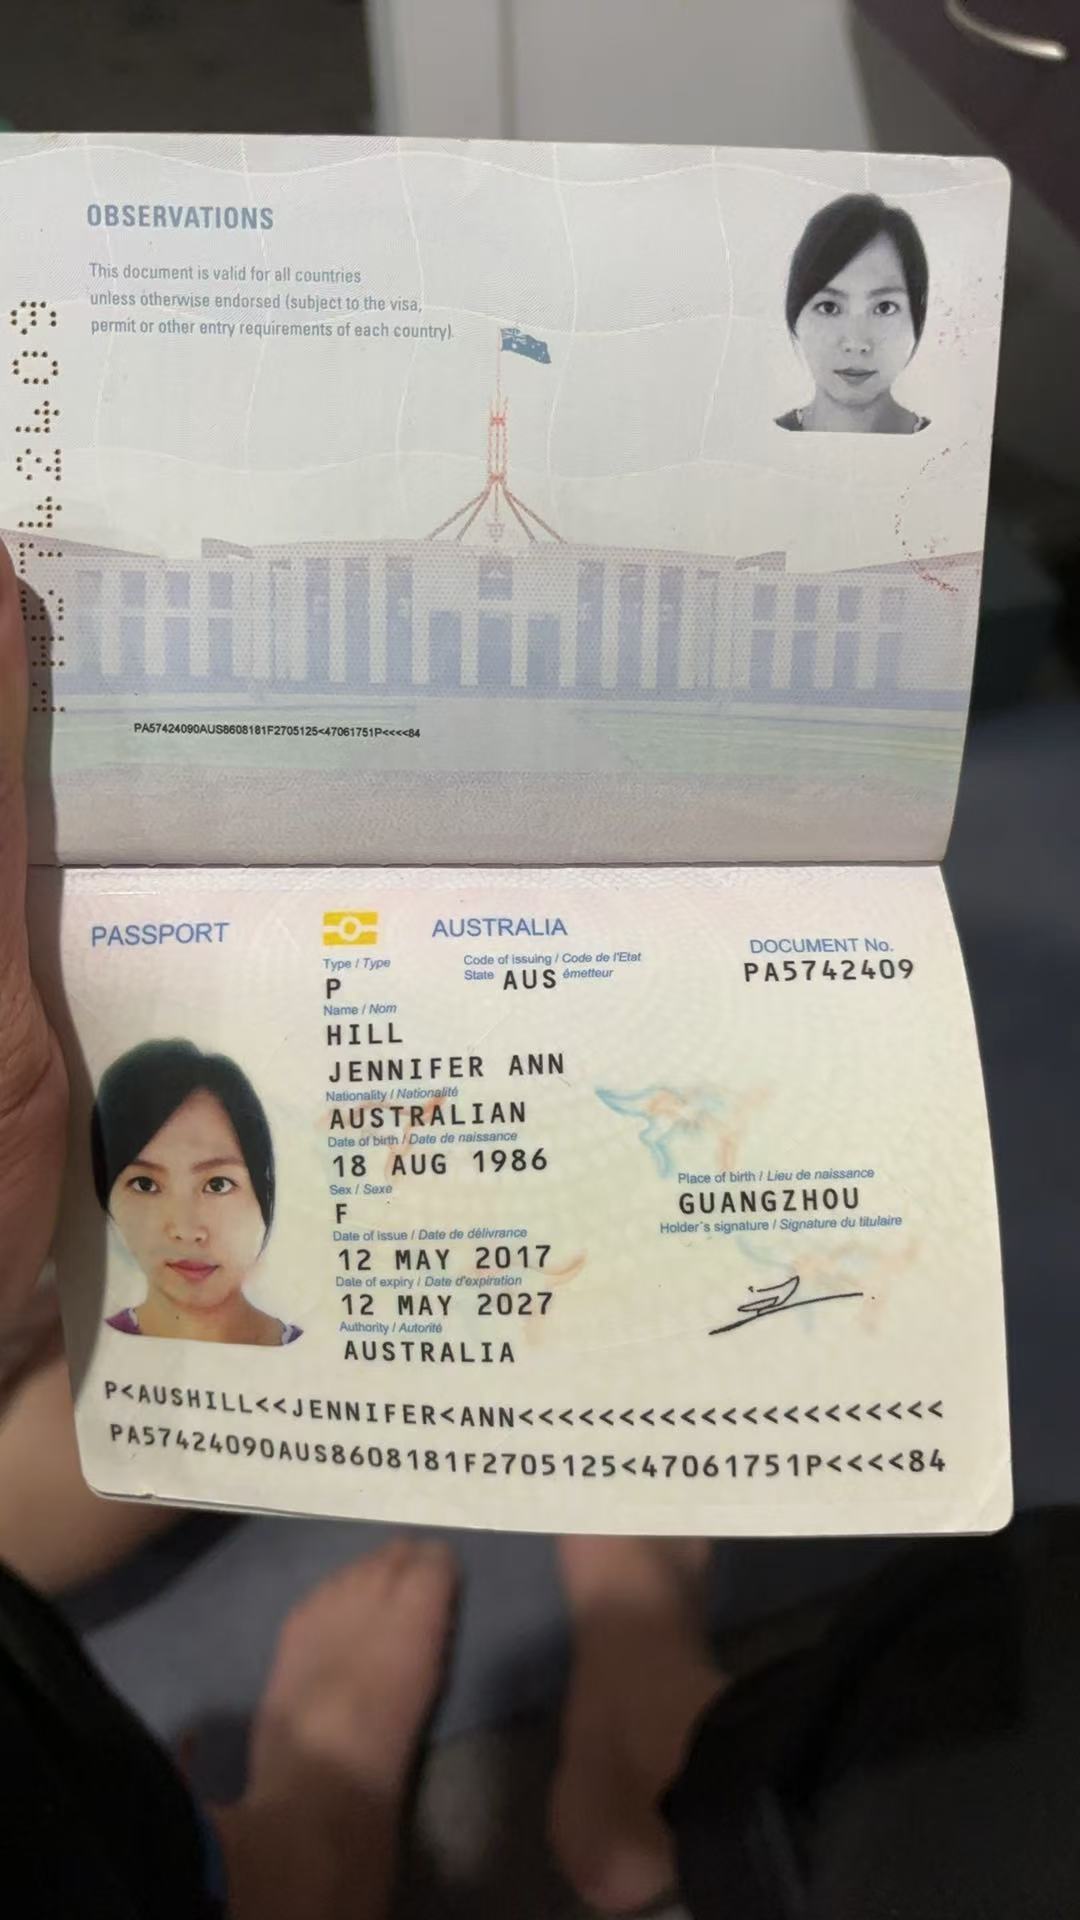 OBSERVATIONS
This document is valid for all countries
unless otherwise endorsed (subject to the visa,
permit or other entry requirements of each country).
PA57424090AUS8608181F2705125<47061751P<<<<84
PASSPORT
AUSTRALIA
DOCUMENT No.
PA5742409
Type / Type
P
Code of issuing / Code de l'Etat
State AUS émetteur
Name / Nom
HILL
JENNIFER ANN
Nationality / Nationalité
AUSTRALIAN
Date of birth / Date de naissance
18 AUG 1986
Sex / Sexe
F
Place of birth / Lieu de naissance
GUANGZHOU
Holder's signature / Signature du titulaire
Date of issue / Date de délivrance
12 MAY 2017
Date of expiry / Date d'expiration
12 MAY 2027
Authority / Autorité
AUSTRALIA
P<AUSHILL<<JENNIFER<ANN<<<<<<<<<<<<<<<<<<<<<
PA57424090AUS8608181F2705125<47061751P<<<<84